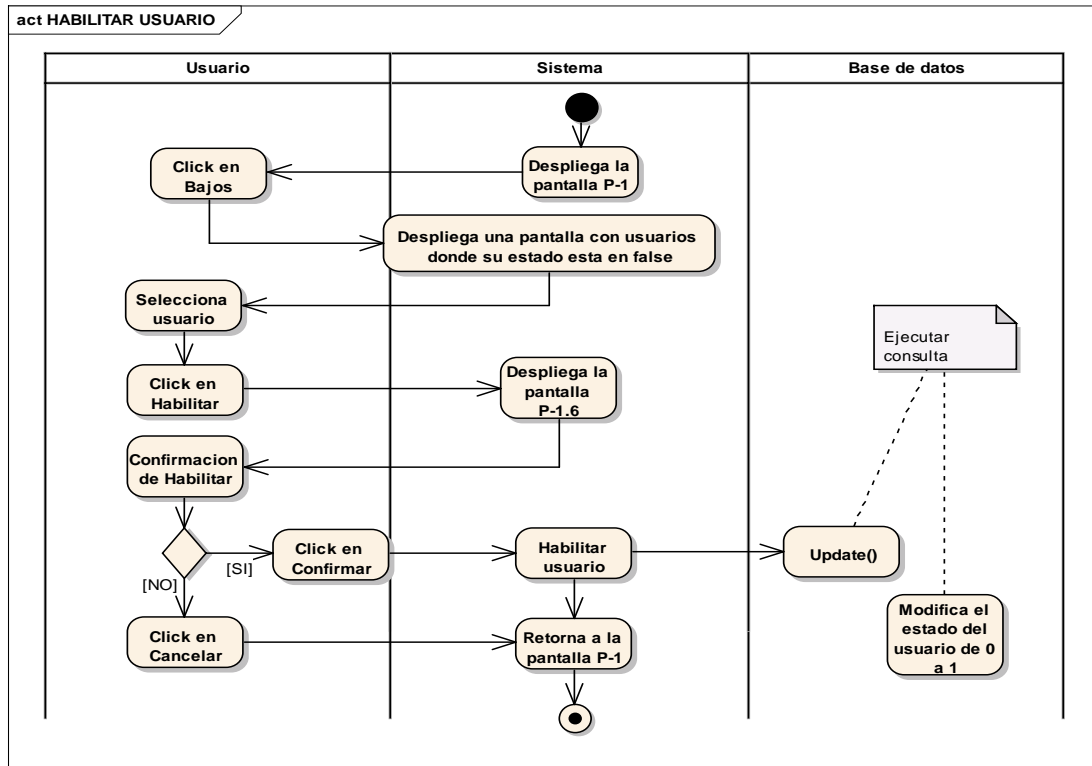 act HABILITAR USUARIO
Usuario
Sistema
Base de datos
Despliega la
pantalla P-1
Click en
Bajos
Despliega una pantalla con usuarios
donde su estado esta en false
Selecciona
usuario
Ejecutar
consulta
Click en
Habilitar
Despliega la
pantalla
P-1.6
Confirmacion
de Habilitar
[SI]
[NO]
Click en
Confirmar
Habilitar
usuario
Update()
Click en
Cancelar
Retorna a la
pantalla P-1
Modifica el
estado del
usuario de 0
a 1